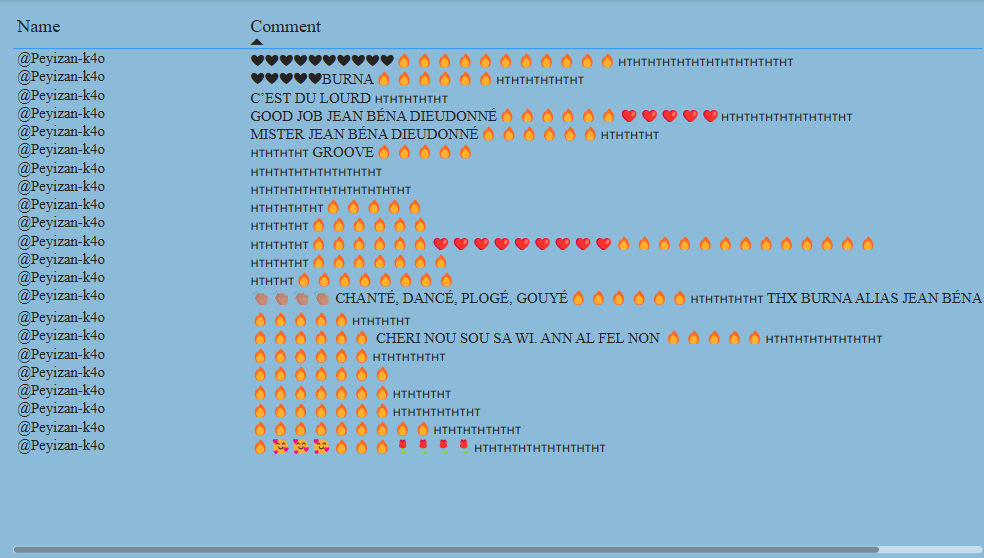 Name Comment
@Peyizan-k4o 🖤🖤🖤🖤🖤🖤🖤🖤🖤🖤🔥🔥🔥🔥🔥🔥🔥🔥🔥🔥🔥 HTHTHTHTHTHTHTHTHTHTHTHT
@Peyizan-k4o 🖤🖤🖤🖤🖤BURNA 🔥🔥🔥🔥🔥🔥 HTHTHTHTHTHT
@Peyizan-k4o C'EST DU LOURD HTHTHTHTHT
@Peyizan-k4o GOOD JOB JEAN BÉNA DIEUDONNÉ 🔥🔥🔥🔥🔥🔥❤️❤️❤️❤️❤️ HTHTHTHTHTHTHTHTHT
@Peyizan-k4o MISTER JEAN BÉNA DIEUDONNÉ 🔥🔥🔥🔥🔥🔥 HTHTHTHT
@Peyizan-k4o HTHTHTHT GROOVE 🔥🔥🔥🔥🔥
@Peyizan-k4o HTHTHTHTHTHTHTHTHT
@Peyizan-k4o HTHTHTHTHTHTHTHTHTHTHT
@Peyizan-k4o HTHTHTHTHT 🔥🔥🔥🔥🔥
@Peyizan-k4o HTHTHTHT 🔥🔥🔥🔥🔥🔥
@Peyizan-k4o HTHTHTHT 🔥🔥🔥🔥🔥🔥❤️❤️❤️❤️❤️❤️❤️❤️❤️🔥🔥🔥🔥🔥🔥🔥🔥🔥🔥🔥🔥🔥
@Peyizan-k4o HTHTHTHT 🔥🔥🔥🔥🔥🔥🔥
@Peyizan-k4o HTHTHT 🔥🔥🔥🔥🔥🔥🔥🔥
@Peyizan-k4o 👏🏽👏🏽👏🏽👏🏽 CHANTÉ, DANCÉ, PLOGÉ, GOUYÉ 🔥🔥🔥🔥🔥🔥 HTHTHTHTHT THX BURNA ALIAS JEAN BÉNA
@Peyizan-k4o 🔥🔥🔥🔥🔥 HTHTHTHT
@Peyizan-k4o 🔥🔥🔥🔥🔥🔥 CHERI NOU SOU SA WI. ANN AL FEL NON 🔥🔥🔥🔥🔥 HTHTHTHTHTHTHTHT
@Peyizan-k4o 🔥🔥🔥🔥🔥🔥 HTHTHTHTHT
@Peyizan-k4o 🔥🔥🔥🔥🔥🔥🔥
@Peyizan-k4o 🔥🔥🔥🔥🔥🔥🔥 HTHTHTHT
@Peyizan-k4o 🔥🔥🔥🔥🔥🔥🔥 HTHTHTHTHTHT
@Peyizan-k4o 🔥🔥🔥🔥🔥🔥🔥🔥🔥 HTHTHTHTHTHT
@Peyizan-k4o 🔥🥰🥰🥰🔥🔥🔥🌹🌹🌹🌹 HTHTHTHTHTHTHTHTHT